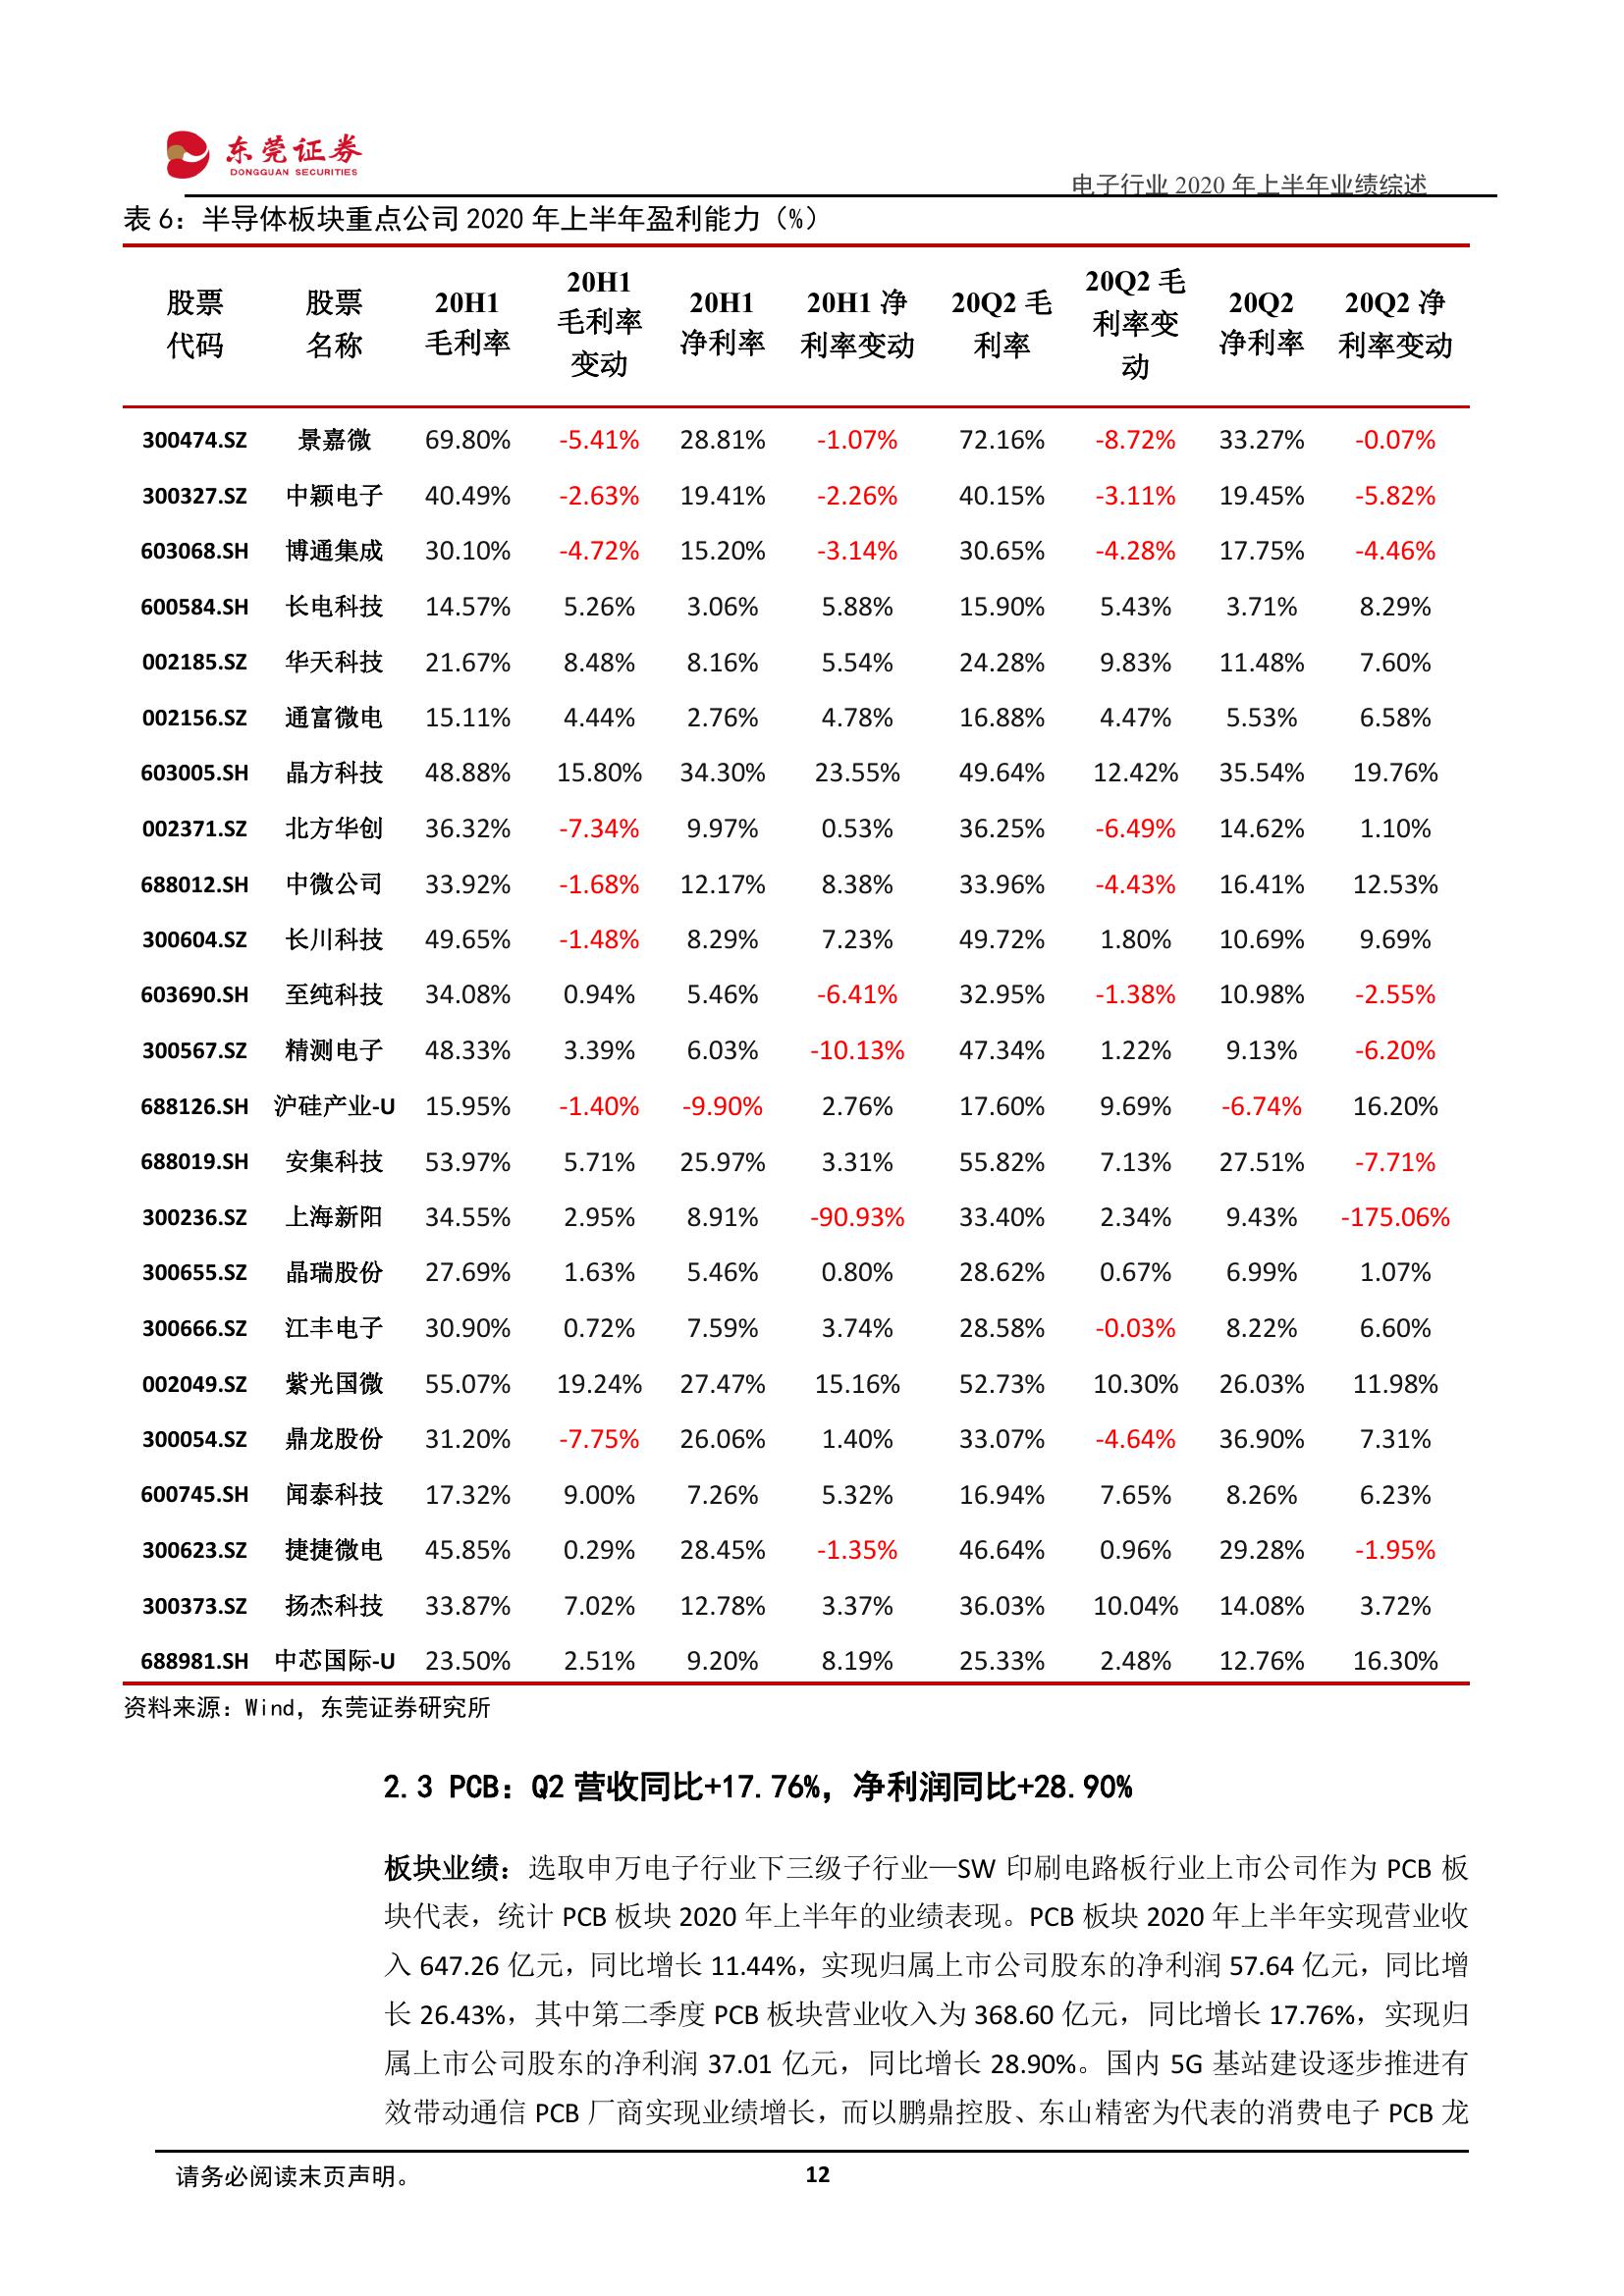 东莞证券
DONGGUAN SECURITIES
电子行业 2020 年上半年业绩综述
表 6：半导体板块重点公司 2020 年上半年盈利能力（%）
股票代码 股票名称 20H1 毛利率 20H1 毛利率变动 20H1 净利率 20H1 净利率变动 20Q2 毛利率 20Q2 毛利率变动 20Q2 净利率 20Q2 净利率变动
300474.SZ 景嘉微 69.80% -5.41% 28.81% -1.07% 72.16% -8.72% 33.27% -0.07%
300327.SZ 中颖电子 40.49% -2.63% 19.41% -2.26% 40.15% -3.11% 19.45% -5.82%
603068.SH 博通集成 30.10% -4.72% 15.20% -3.14% 30.65% -4.28% 17.75% -4.46%
600584.SH 长电科技 14.57% 5.26% 3.06% 5.88% 15.90% 5.43% 3.71% 8.29%
002185.SZ 华天科技 21.67% 8.48% 8.16% 5.54% 24.28% 9.83% 11.48% 7.60%
002156.SZ 通富微电 15.11% 4.44% 2.76% 4.78% 16.88% 4.47% 5.53% 6.58%
603005.SH 晶方科技 48.88% 15.80% 34.30% 23.55% 49.64% 12.42% 35.54% 19.76%
002371.SZ 北方华创 36.32% -7.34% 9.97% 0.53% 36.25% -6.49% 14.62% 1.10%
688012.SH 中微公司 33.92% -1.68% 12.17% 8.38% 33.96% -4.43% 16.41% 12.53%
300604.SZ 长川科技 49.65% -1.48% 8.29% 7.23% 49.72% 1.80% 10.69% 9.69%
603690.SH 至纯科技 34.08% 0.94% 5.46% -6.41% 32.95% -1.38% 10.98% -2.55%
300567.SZ 精测电子 48.33% 3.39% 6.03% -10.13% 47.34% 1.22% 9.13% -6.20%
688126.SH 沪硅产业-U 15.95% -1.40% -9.90% 2.76% 17.60% 9.69% -6.74% 16.20%
688019.SH 安集科技 53.97% 5.71% 25.97% 3.31% 55.82% 7.13% 27.51% -7.71%
300236.SZ 上海新阳 34.55% 2.95% 8.91% -90.93% 33.40% 2.34% 9.43% -175.06%
300655.SZ 晶瑞股份 27.69% 1.63% 5.46% 0.80% 28.62% 0.67% 6.99% 1.07%
300666.SZ 江丰电子 30.90% 0.72% 7.59% 3.74% 28.58% -0.03% 8.22% 6.60%
002049.SZ 紫光国微 55.07% 19.24% 27.47% 15.16% 52.73% 10.30% 26.03% 11.98%
300054.SZ 鼎龙股份 31.20% -7.75% 26.06% 1.40% 33.07% -4.64% 36.90% 7.31%
600745.SH 闻泰科技 17.32% 9.00% 7.26% 5.32% 16.94% 7.65% 8.26% 6.23%
300623.SZ 捷捷微电 45.85% 0.29% 28.45% -1.35% 46.64% 0.96% 29.28% -1.95%
300373.SZ 扬杰科技 33.87% 7.02% 12.78% 3.37% 36.03% 10.04% 14.08% 3.72%
688981.SH 中芯国际-U 23.50% 2.51% 9.20% 8.19% 25.33% 2.48% 12.76% 16.30%
资料来源：Wind，东莞证券研究所
2.3 PCB：Q2 营收同比+17.76%，净利润同比+28.90%
板块业绩：选取申万电子行业下三级子行业—SW 印刷电路板行业上市公司作为 PCB 板
块代表，统计 PCB 板块 2020 年上半年的业绩表现。PCB 板块 2020 年上半年实现营业收
入 647.26 亿元，同比增长 11.44%，实现归属上市公司股东的净利润 57.64 亿元，同比增
长 26.43%，其中第二季度 PCB 板块营业收入为 368.60 亿元，同比增长 17.76%，实现归
属上市公司股东的净利润 37.01 亿元，同比增长 28.90%。国内 5G 基站建设逐步推进有
效带动通信 PCB 厂商实现业绩增长，而以鹏鼎控股、东山精密为代表的消费电子 PCB 龙
请务必阅读末页声明。
12